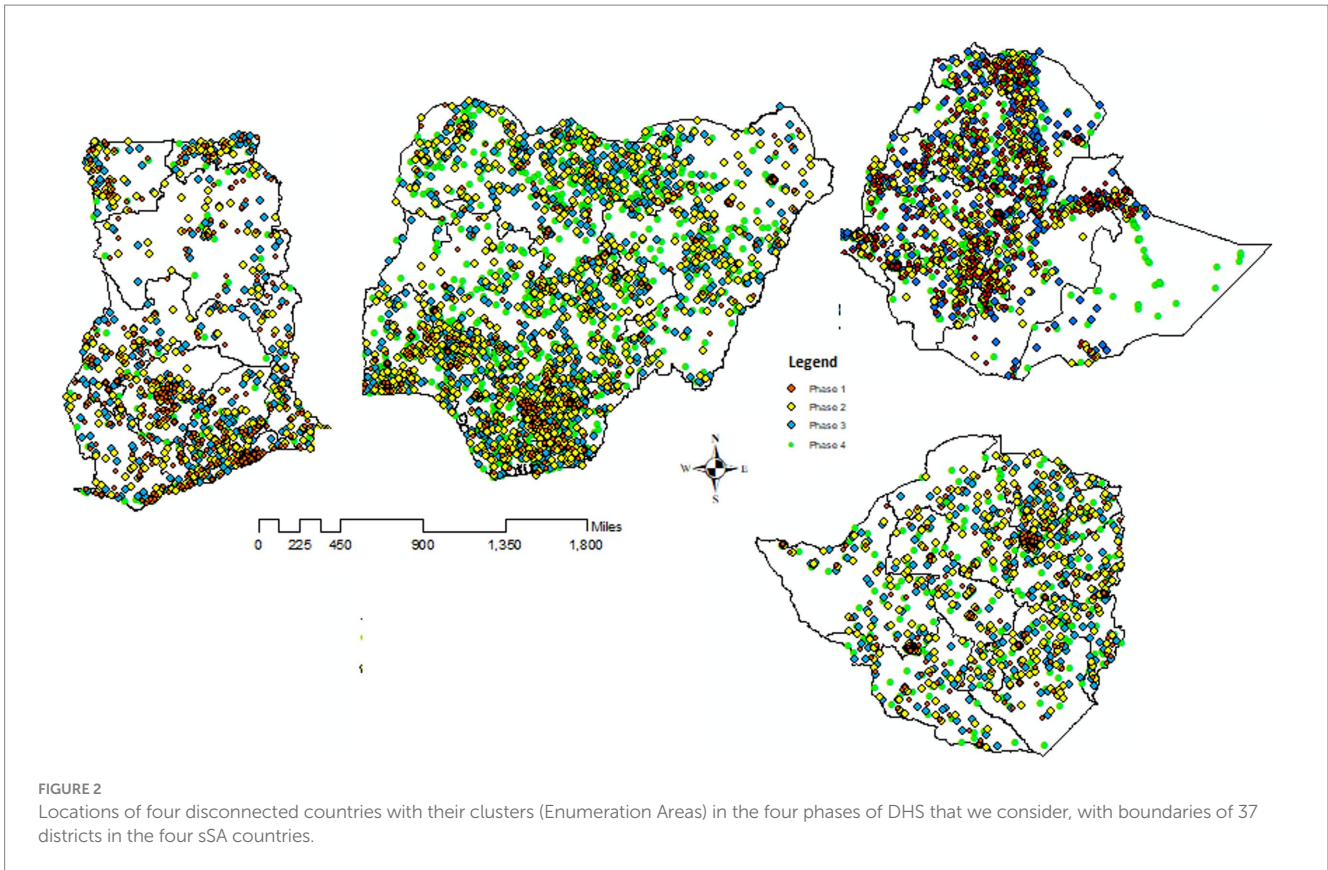 Legend
Phase 1
Phase 2
Phase 3
Phase 4
N
W E
S
Miles
0 225 450 900 1,350 1,800
FIGURE 2
Locations of four disconnected countries with their clusters (Enumeration Areas) in the four phases of DHS that we consider, with boundaries of 37
districts in the four sSA countries.